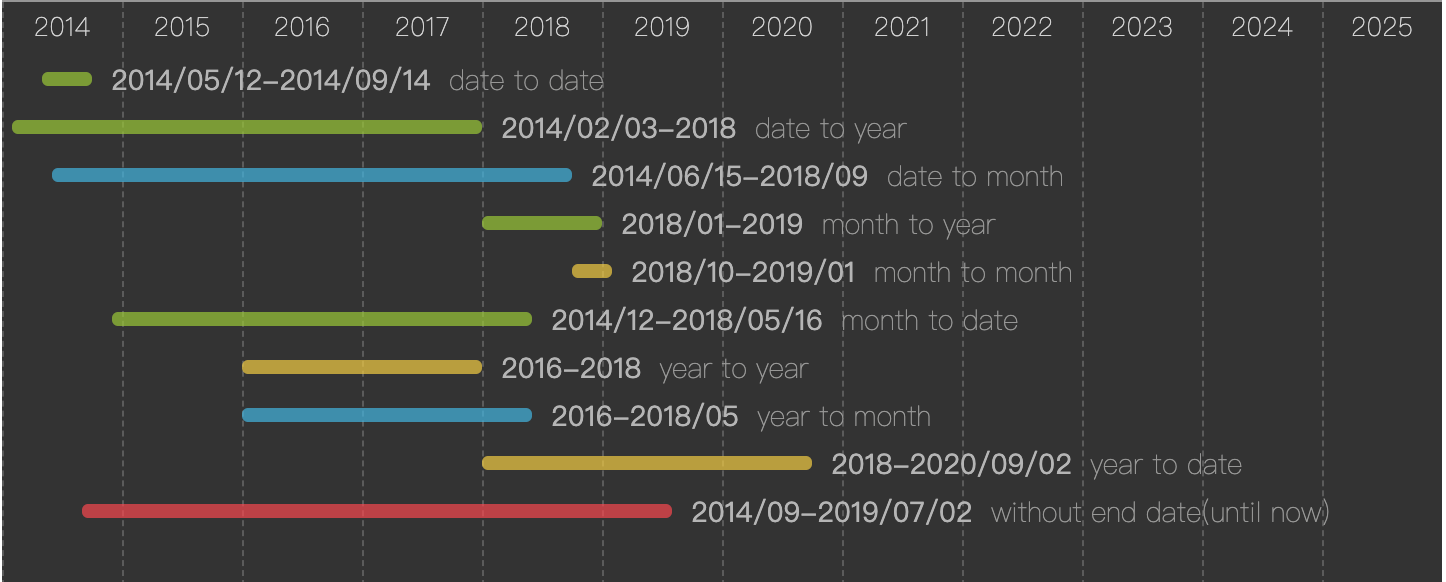 2014 2015 2016 2017 2018 2019 2020 2021 2022 2023 2024 2025
2014/05/12–2014/09/14 date to date
2014/02/03–2018 date to year
2014/06/15–2018/09 date to month
2018/01–2019 month to year
2018/10–2019/01 month to month
2014/12–2018/05/16 month to date
2016–2018 year to year
2016–2018/05 year to month
2018–2020/09/02 year to date
2014/09–2019/07/02 without end date(until now)